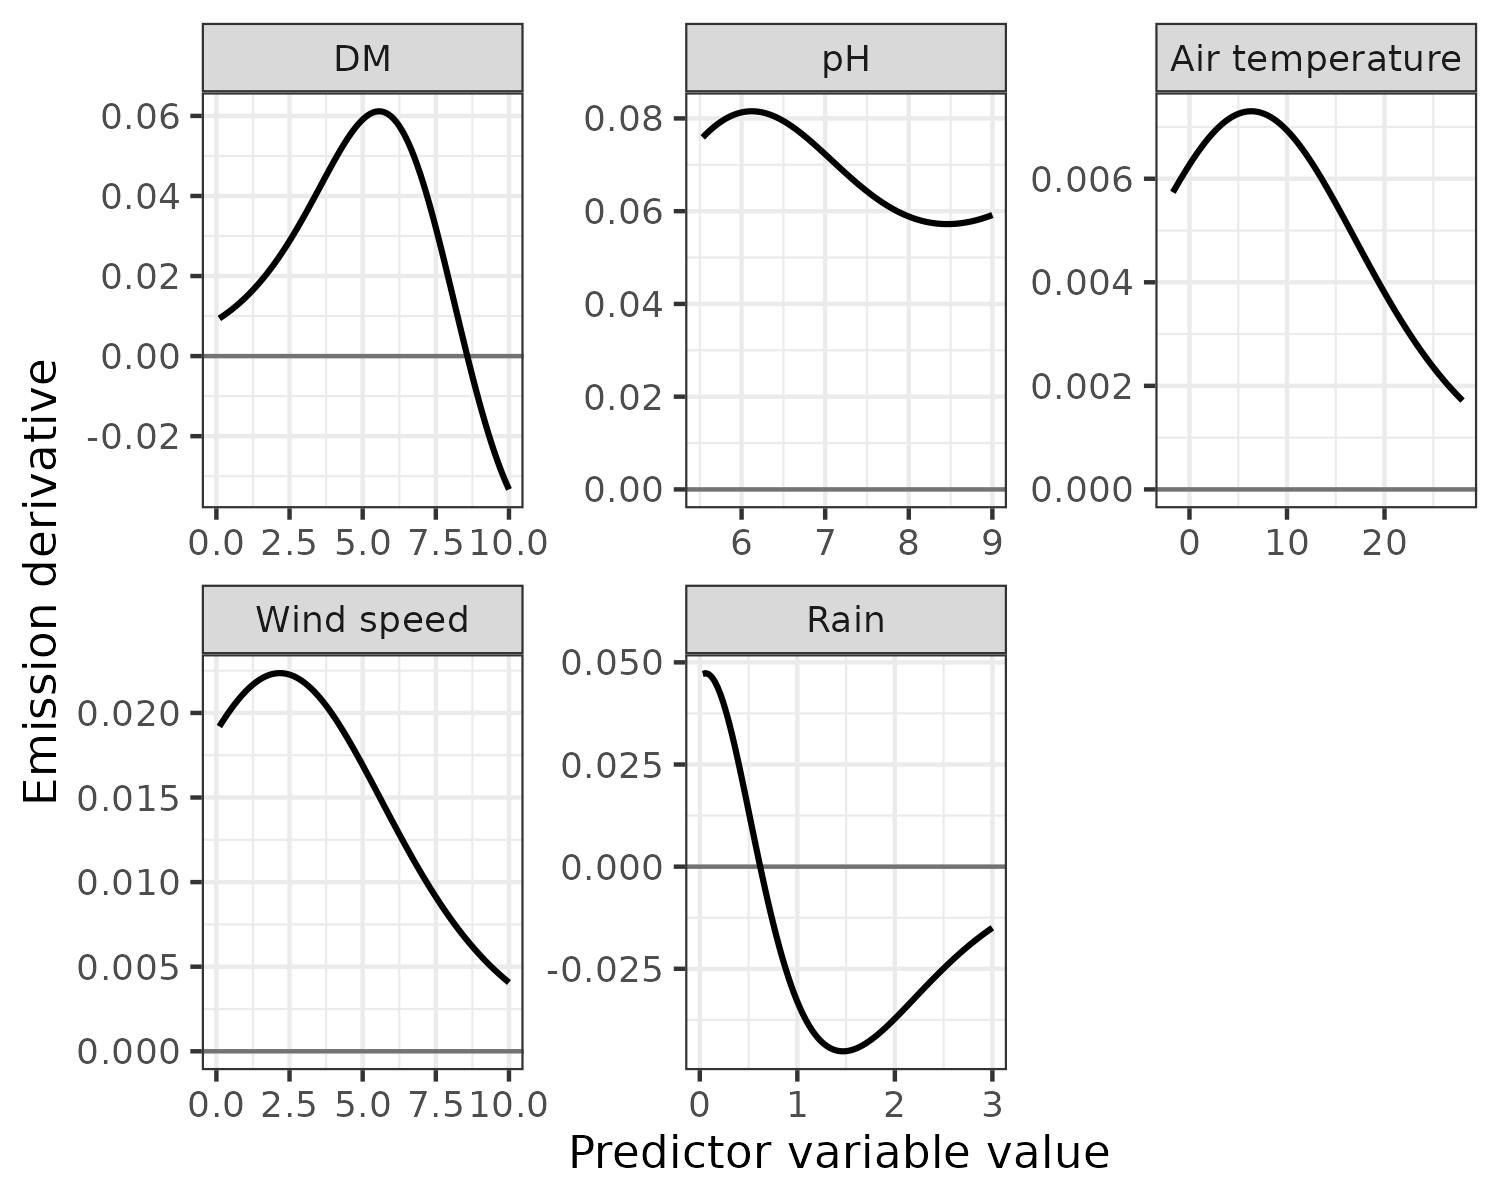 DM
pH
Air temperature
0.06
0.04
0.02
0.00
-0.02
0.08
0.06
0.04
0.02
0.00
0.006
0.004
0.002
0.000
0.0 2.5 5.0 7.5 10.0
6 7 8 9
0 10 20
Emission derivative
Wind speed
Rain
0.020
0.015
0.010
0.005
0.000
0.050
0.025
0.000
-0.025
0.0 2.5 5.0 7.5 10.0
0 1 2 3
Predictor variable value